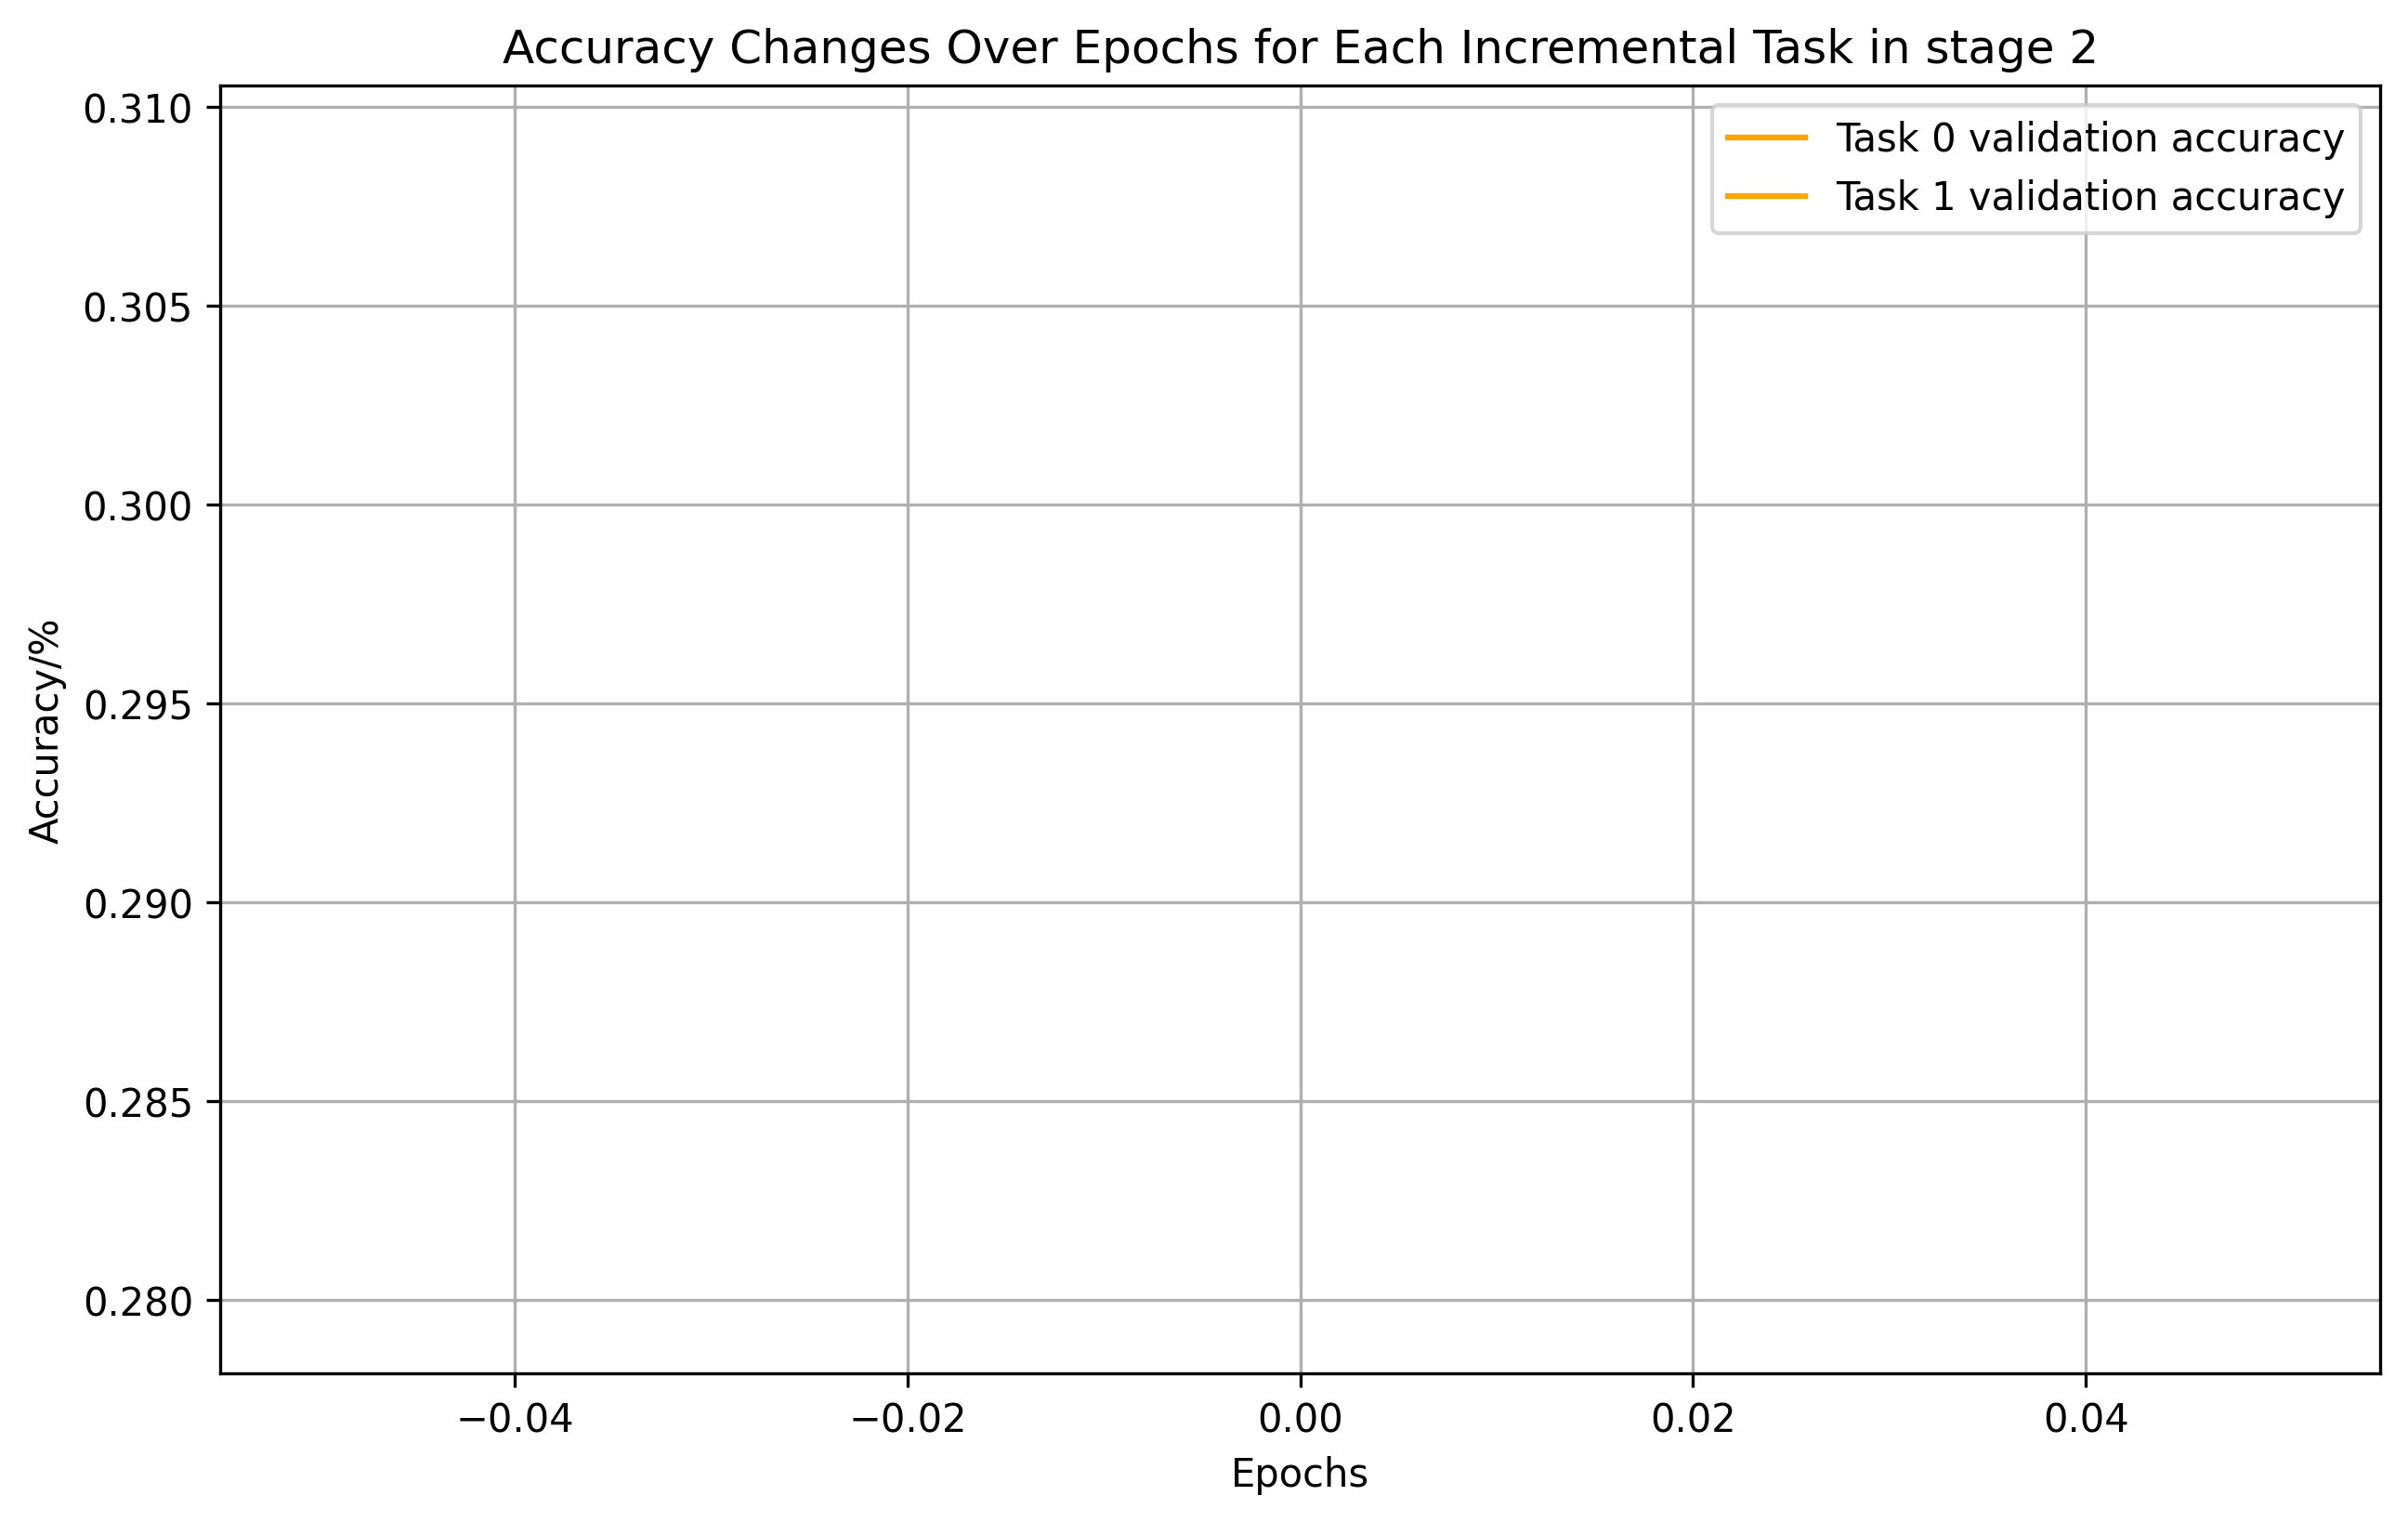 Accuracy Changes Over Epochs for Each Incremental Task in stage 2
Task 0 validation accuracy
Task 1 validation accuracy
0.310
0.305
0.300
0.295
0.290
0.285
0.280
Accuracy/%
−0.04
−0.02
0.00
0.02
0.04
Epochs